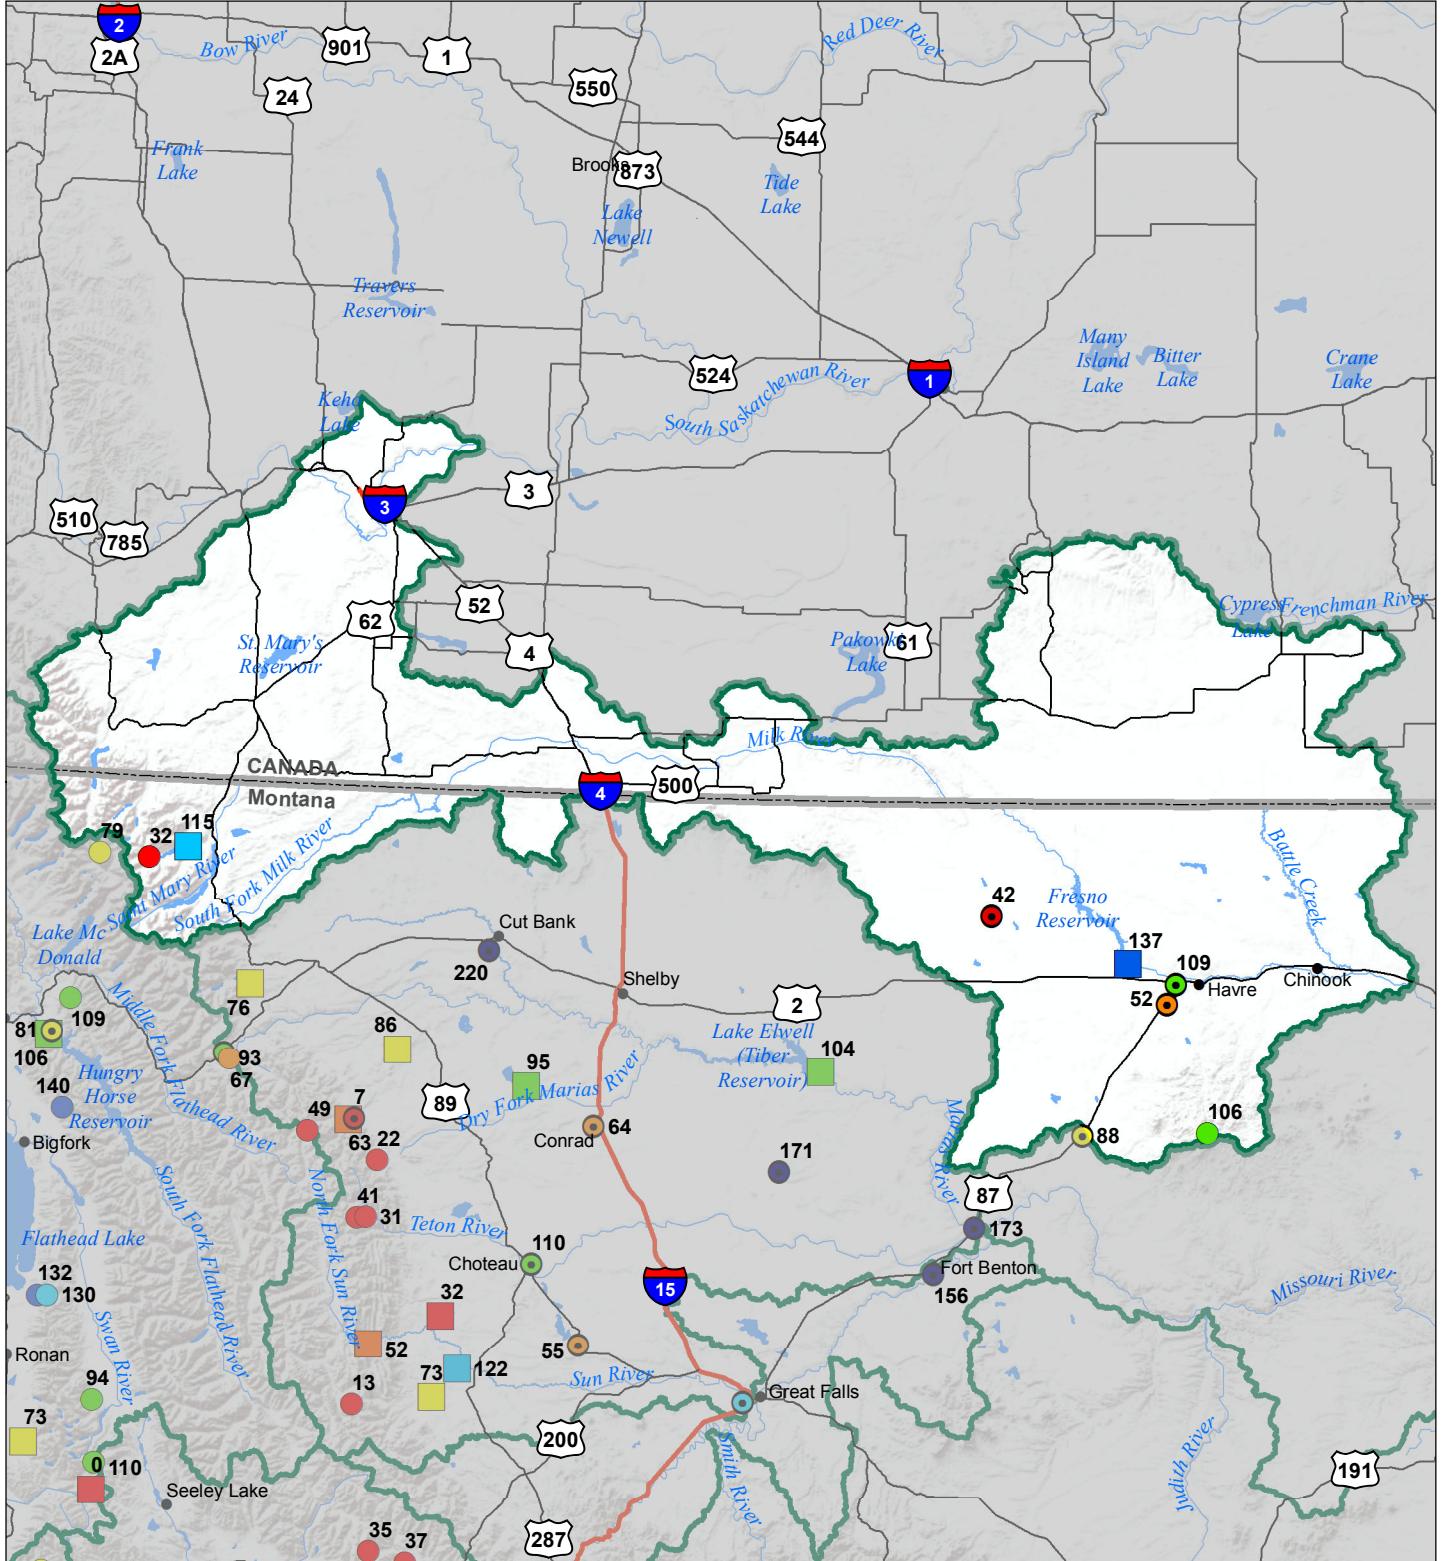 2
2A
Bow River
901
1
Red Deer River
24
550
544
Frank
Lake
Brooks
873
Tide
Lake
Lake
Newell
Travers
Reservoir
Many
Island
Lake
Bitter
Lake
Crane
Lake
524
South Saskatchewan River
1
Keho
Lake
3
3
510
785
52
62
4
St. Mary's
Reservoir
Pakowki
Lake
61
Cypress
Lake
Frenchman River
Milk River
CANADA
Montana
4
500
79
32
115
Saint Mary River
South Fork Milk River
Battle Creek
42
Fresno
Reservoir
Lake Mc
Donald
Cut Bank
220
137
109
Havre
Chinook
52
Shelby
2
76
109
81
106
Middle Fork Flathead River
86
93
67
Lake Elwell
(Tiber
Reservoir)
104
95
Dry Fork Marias River
Hungry
Horse
Reservoir
140
89
7
49
63
22
64
Conrad
Marias River
106
88
Bigfork
171
South Fork Flathead River
North Fork Sun River
41
31
Teton River
87
173
Flathead Lake
Choteau
110
Fort Benton
156
132
130
15
Missouri River
32
Swan River
Ronan
52
55
122
73
Sun River
94
13
Great Falls
73
200
Smith River
Judith River
0
110
191
Seeley Lake
287
35
37